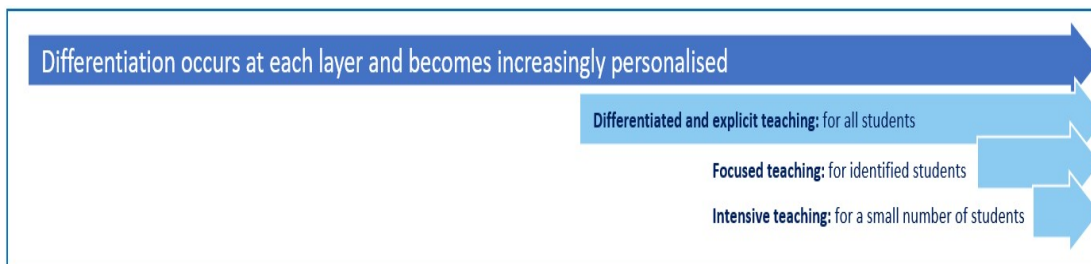 Differentiation occurs at each layer and becomes increasingly personalised
Differentiated and explicit teaching: for all students
Focused teaching: for identified students
Intensive teaching: for a small number of students